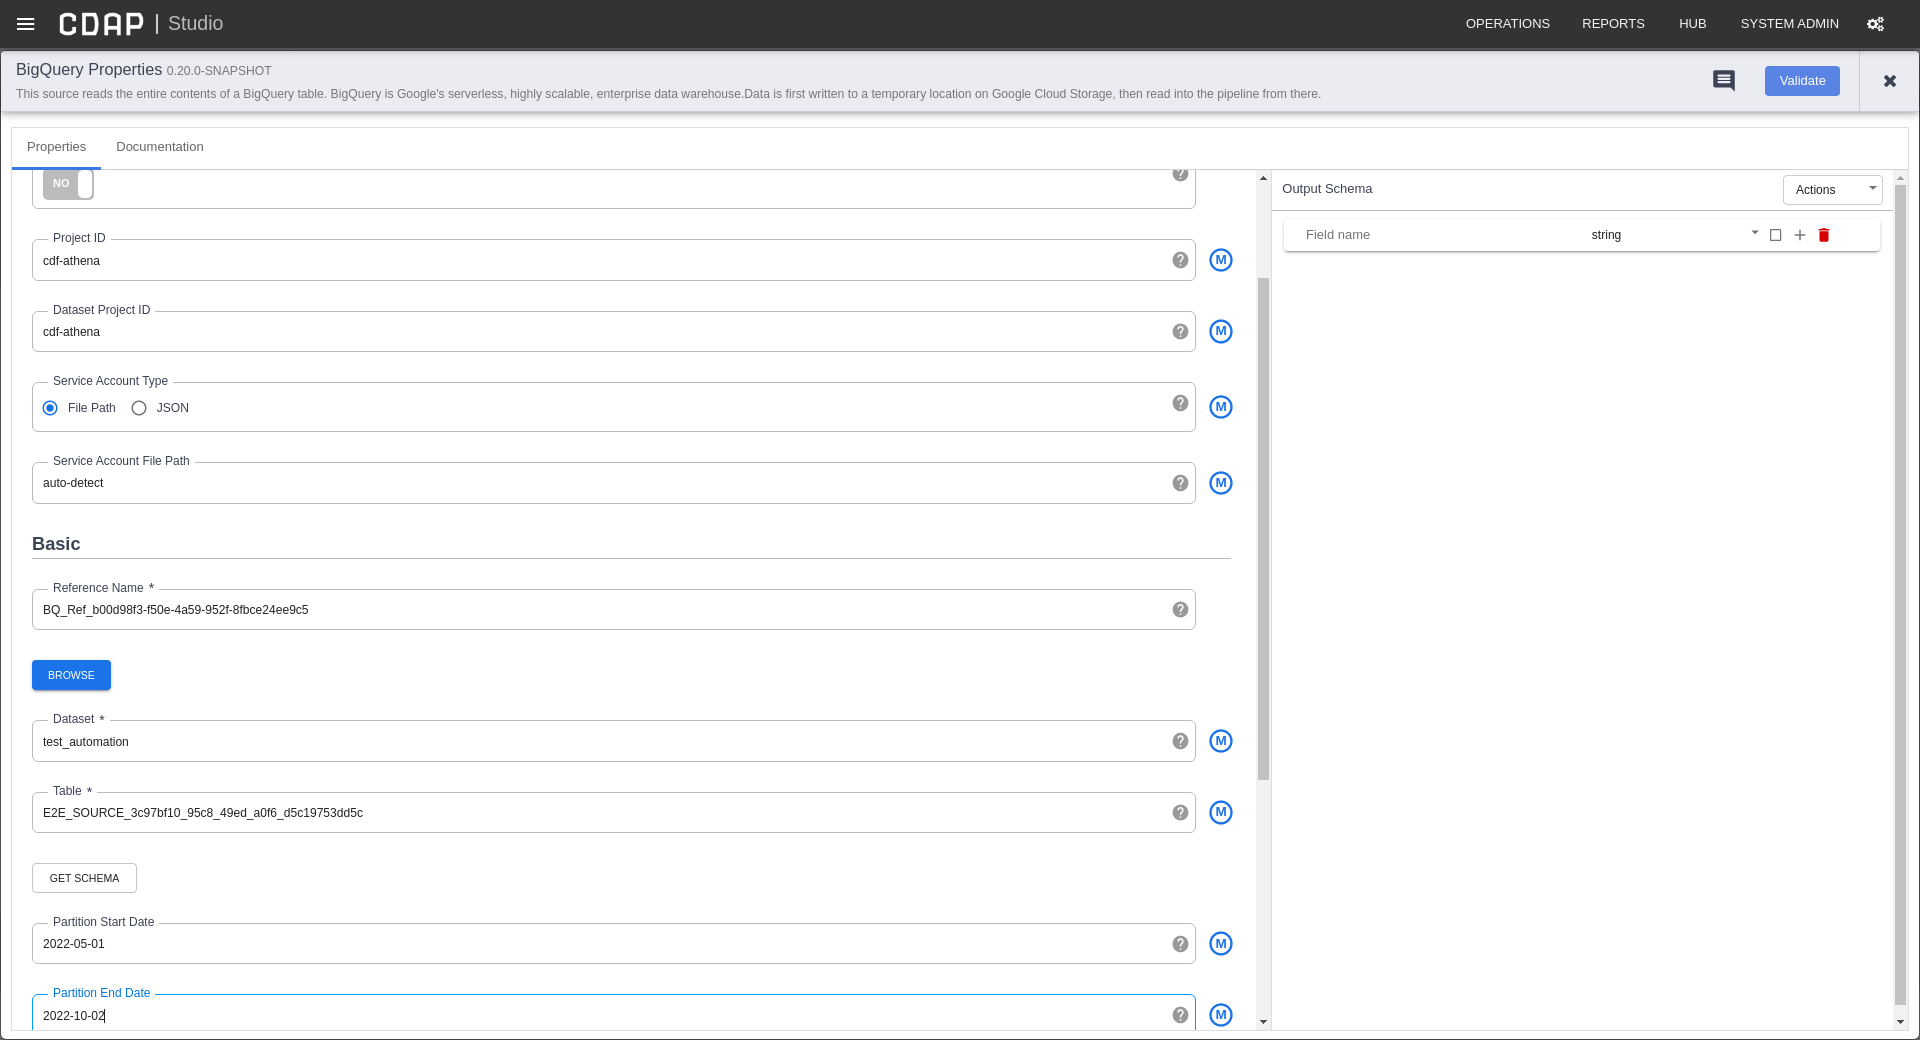 CDAP | Studio
OPERATIONS REPORTS HUB SYSTEM ADMIN
BigQuery Properties 0.20.0-SNAPSHOT
This source reads the entire contents of a BigQuery table. BigQuery is Google's serverless, highly scalable, enterprise data warehouse.Data is first written to a temporary location on Google Cloud Storage, then read into the pipeline from there.
Validate
Properties Documentation
NO
Output Schema
Actions
Field name string
Project ID
cdf-athena
M
Dataset Project ID
cdf-athena
M
Service Account Type
File Path JSON
M
Service Account File Path
auto-detect
M
Basic
Reference Name *
BQ_Ref_b00d98f3-f50e-4a59-952f-8fbce24ee9c5
BROWSE
Dataset *
test_automation
M
Table *
E2E_SOURCE_3c97bf10_95c8_49ed_a0f6_d5c19753dd5c
M
GET SCHEMA
Partition Start Date
2022-05-01
M
Partition End Date
2022-10-02
M